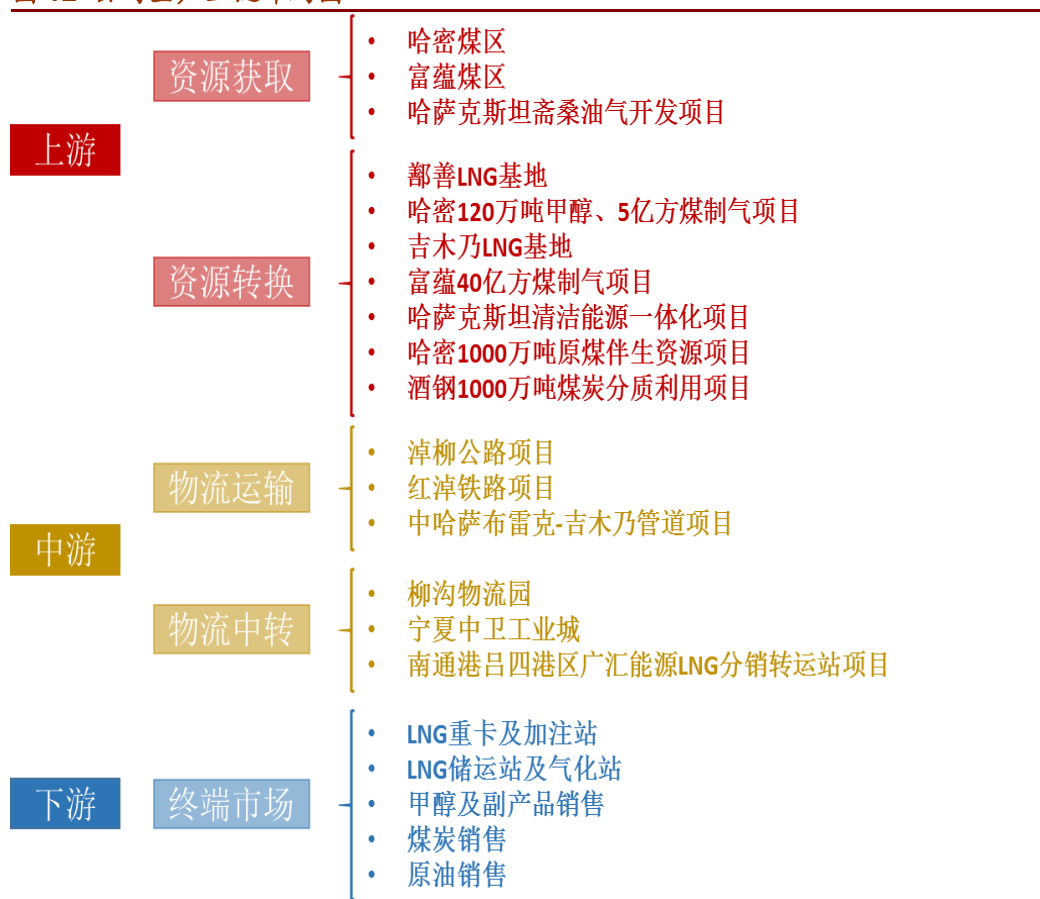 上游
资源获取
• 哈密煤区
• 富蕴煤区
• 哈萨克斯坦斋桑油气开发项目
资源转换
• 鄯善LNG基地
• 哈密120万吨甲醇、5亿方煤制气项目
• 吉木乃LNG基地
• 富蕴40亿方煤制气项目
• 哈萨克斯坦清洁能源一体化项目
• 哈密1000万吨原煤伴生资源项目
• 酒钢1000万吨煤炭分质利用项目
中游
物流运输
• 淖柳公路项目
• 红淖铁路项目
• 中哈萨布雷克-吉木乃管道项目
物流中转
• 柳沟物流园
• 宁夏中卫工业城
• 南通港吕四港区广汇能源LNG分销转运站项目
下游
终端市场
• LNG重卡及加注站
• LNG储运站及气化站
• 甲醇及副产品销售
• 煤炭销售
• 原油销售